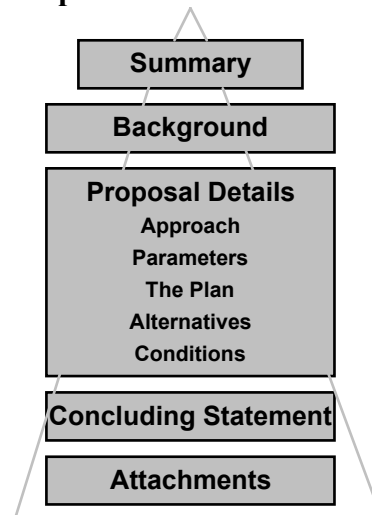 Summary
Background
Proposal Details
Approach
Parameters
The Plan
Alternatives
Conditions
Concluding Statement
Attachments